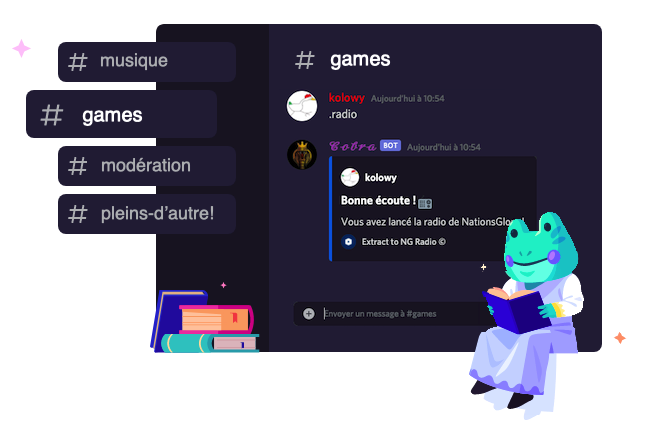 # musique
# games
# modération
# pleins-d'autre!
# games
kolowy Aujourd'hui à 10:54
.radio
𝓒𝓸𝓫𝓻𝓪 BOT Aujourd'hui à 10:54
kolowy
Bonne écoute !
Vous avez lancé la radio de
Extract to NG Radio ©
Envoyer un message à #games